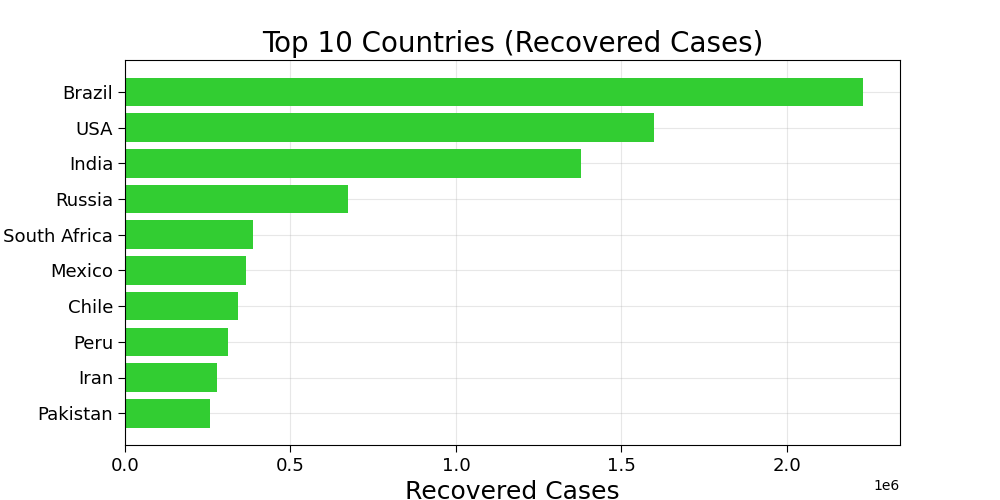 Top 10 Countries (Recovered Cases)
Brazil
USA
India
Russia
South Africa
Mexico
Chile
Peru
Iran
Pakistan
0.0 0.5 1.0 1.5 2.0
1e6
Recovered Cases